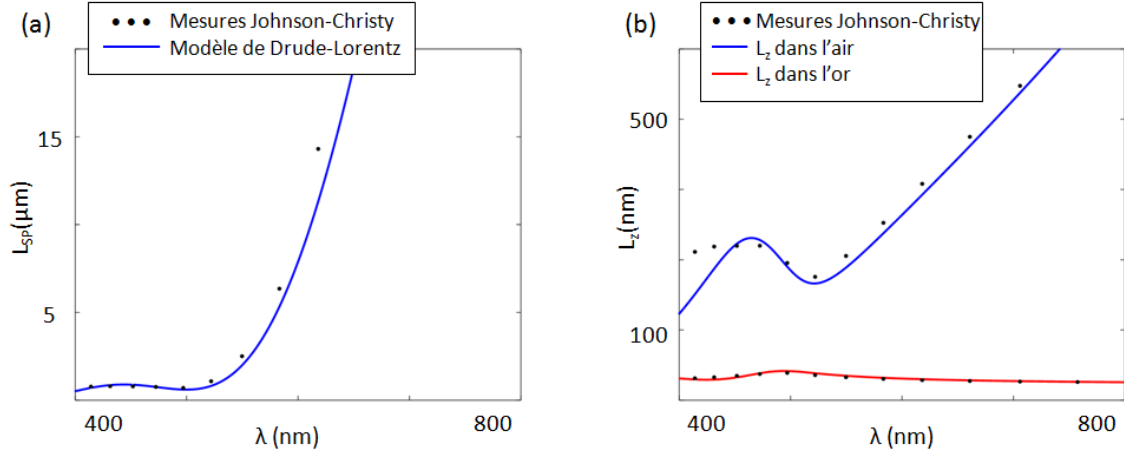 (a)
Mesures Johnson-Christy
Modèle de Drude-Lorentz
15
5
L_SP(μm)
400
800
λ (nm)
(b)
Mesures Johnson-Christy
L_z dans l’air
L_z dans l’or
500
100
L_z(nm)
400
800
λ (nm)